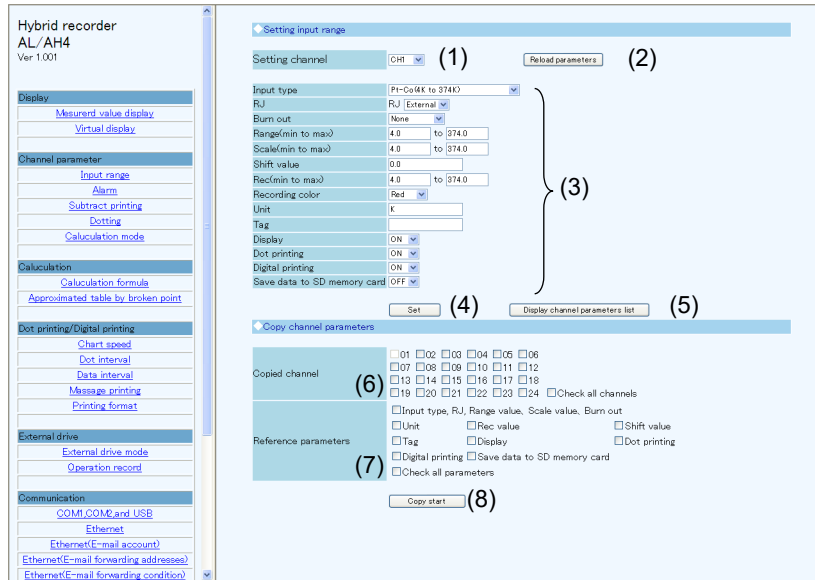 Hybrid recorder
AL/AH4
Ver 1.001
Display
Mesurerd value display
Virtual display
Channel parameter
Input range
Alarm
Subtract printing
Dotting
Caluculation mode
Caluculation
Caluculation formula
Approximated table by broken point
Dot printing/Digital printing
Chart speed
Dot interval
Data interval
Massage printing
Printing format
External drive
External drive mode
Operation record
Communication
COM1,COM2,and USB
Ethernet
Ethernet(E-mail account)
Ethernet(E-mail forwarding addresses)
Ethernet(E-mail forwarding condition)
Setting input range
Setting channel CH1 (1) Reload parameters (2)
Input type Pt-Co(4K to 374K)
RJ RJ External
Burn out None
Range(min to max) 4.0 to 374.0
Scale(min to max) 4.0 to 374.0
Shift value 0.0
Rec(min to max) 4.0 to 374.0
Recording color Red
Unit K
Tag
Display ON
Dot printing ON
Digital printing ON
Save data to SD memory card OFF
(3)
Set (4) Display channel parameters list (5)
Copy channel parameters
Copied channel (6)
01 02 03 04 05 06
07 08 09 10 11 12
13 14 15 16 17 18
19 20 21 22 23 24 Check all channels
Reference parameters (7)
Input type, RJ, Range value, Scale value, Burn out
Unit Rec value Shift value
Tag Display Dot printing
Digital printing Save data to SD memory card
Check all parameters
Copy start (8)